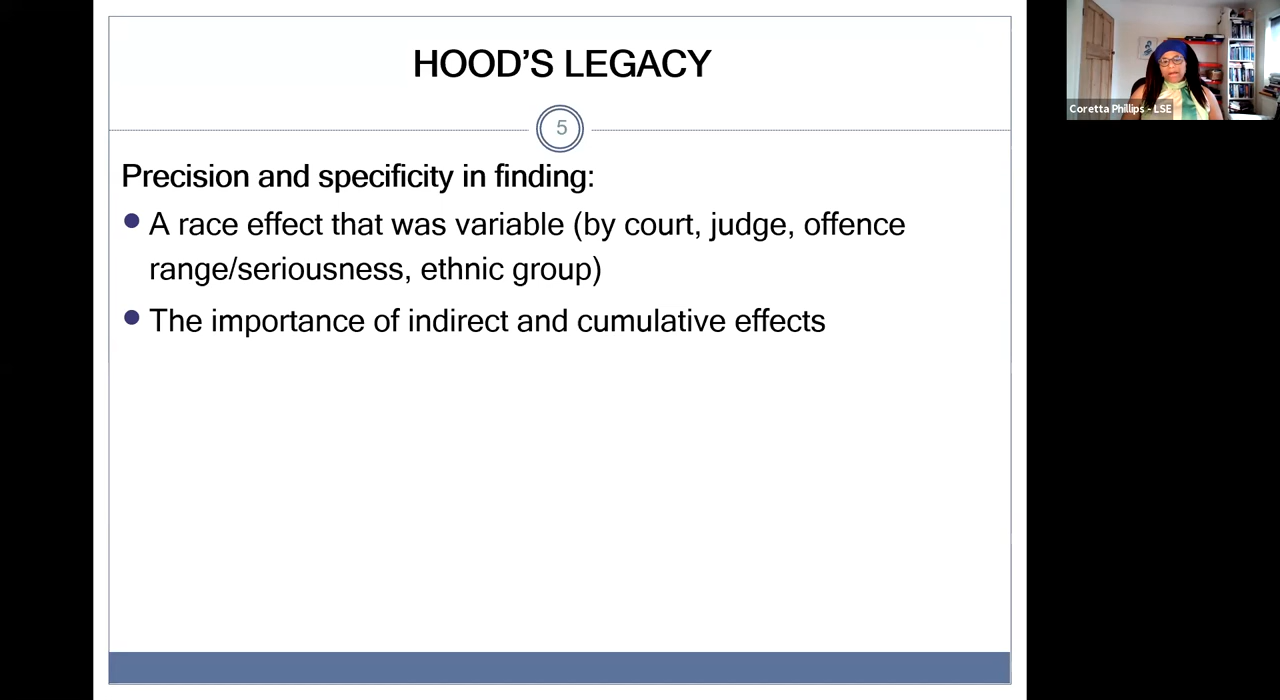 HOOD’S LEGACY
5
Precision and specificity in finding:
A race effect that was variable (by court, judge, offence
range/seriousness, ethnic group)
The importance of indirect and cumulative effects
Coretta Phillips - LSE